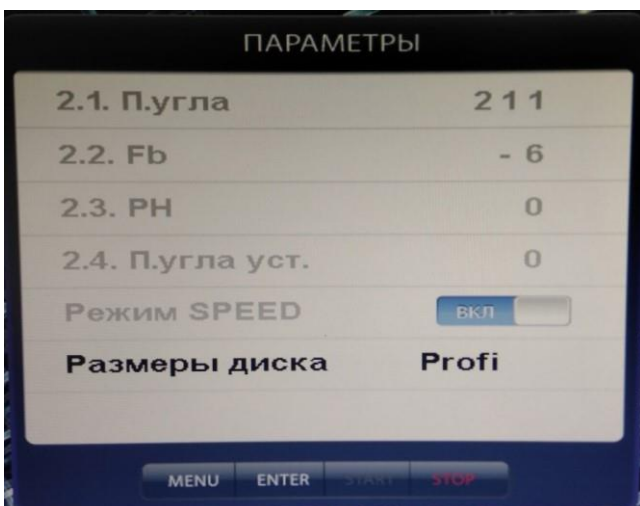 ПАРАМЕТРЫ
2.1. П.угла 211
2.2. Fb - 6
2.3. PH 0
2.4. П.угла уст. 0
Режим SPEED ВКЛ
Размеры диска Profi
MENU ENTER START STOP